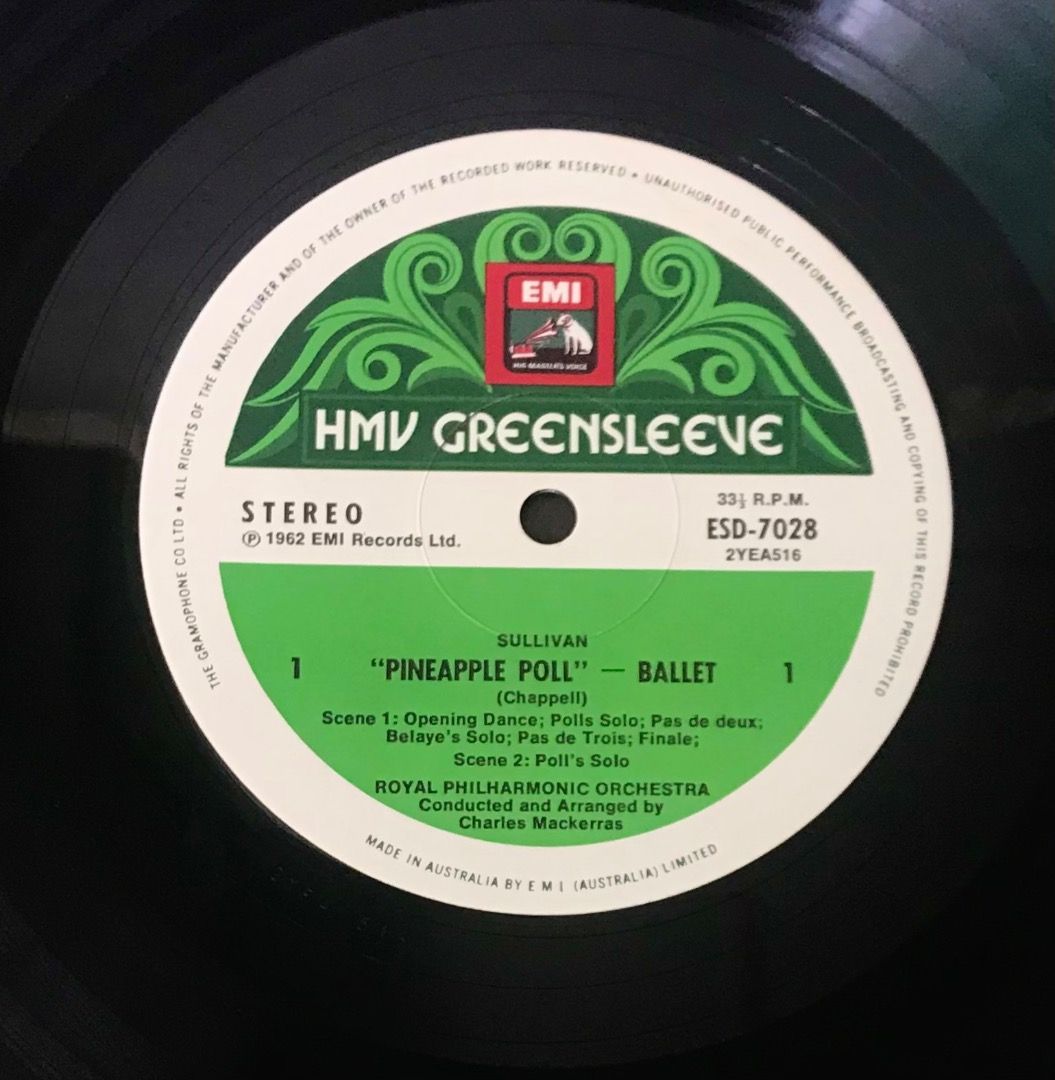 THE GRAMOPHONE CO LTD • ALL RIGHTS OF THE MANUFACTURER AND OF THE OWNER OF THE RECORDED WORK RESERVED • UNAUTHORISED PUBLIC PERFORMANCE BROADCASTING AND COPYING OF THIS RECORD PROHIBITED
EMI
HIS MASTER'S VOICE
HMV GREENSLEEVE
STEREO
Ⓟ 1962 EMI Records Ltd.
33⅓ R.P.M.
ESD-7028
2YEA516
SULLIVAN
1 “PINEAPPLE POLL” — BALLET 1
(Chappell)
Scene 1: Opening Dance; Polls Solo; Pas de deux;
Belaye's Solo; Pas de Trois; Finale;
Scene 2: Poll's Solo
ROYAL PHILHARMONIC ORCHESTRA
Conducted and Arranged by
Charles Mackerras
MADE IN AUSTRALIA BY E M I (AUSTRALIA) LIMITED